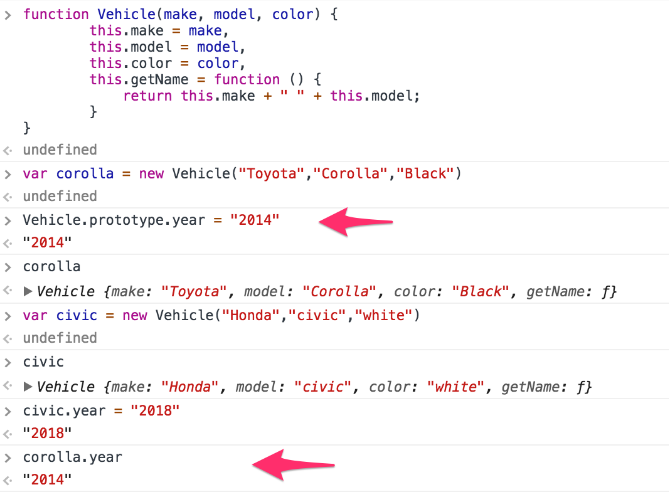 > function Vehicle(make, model, color) {
        this.make = make,
        this.model = model,
        this.color = color,
        this.getName = function () {
            return this.make + " " + this.model;
        }
}
<· undefined
> var corolla = new Vehicle("Toyota","Corolla","Black")
<· undefined
> Vehicle.prototype.year = "2014"
<· "2014"
> corolla
<· ▶ Vehicle {make: "Toyota", model: "Corolla", color: "Black", getName: ƒ}
> var civic = new Vehicle("Honda","civic","white")
<· undefined
> civic
<· ▶ Vehicle {make: "Honda", model: "civic", color: "white", getName: ƒ}
> civic.year = "2018"
<· "2018"
> corolla.year
<· "2014"